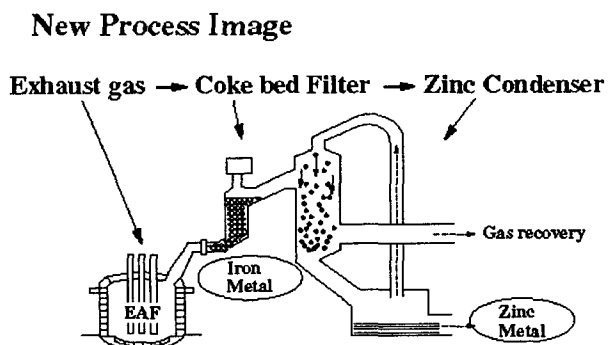 New Process Image
Exhaust gas → Coke bed Filter → Zinc Condenser
Gas recovery
Iron
Metal
EAF
Zinc
Metal